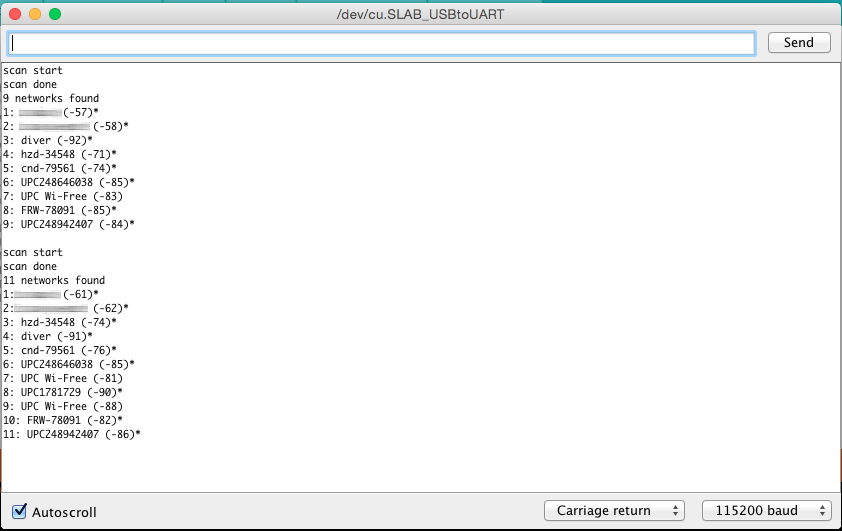 /dev/cu.SLAB_USBtoUART
Send
scan start
scan done
9 networks found
1: (-57)*
2: (-58)*
3: diver (-92)*
4: hzd-34548 (-71)*
5: cnd-79561 (-74)*
6: UPC248646038 (-85)*
7: UPC Wi-Free (-83)
8: FRW-78091 (-85)*
9: UPC248942407 (-84)*
scan start
scan done
11 networks found
1: (-61)*
2: (-62)*
3: hzd-34548 (-74)*
4: diver (-91)*
5: cnd-79561 (-76)*
6: UPC248646038 (-85)*
7: UPC Wi-Free (-81)
8: UPC1781729 (-90)*
9: UPC Wi-Free (-88)
10: FRW-78091 (-82)*
11: UPC248942407 (-86)*
Autoscroll
Carriage return
115200 baud